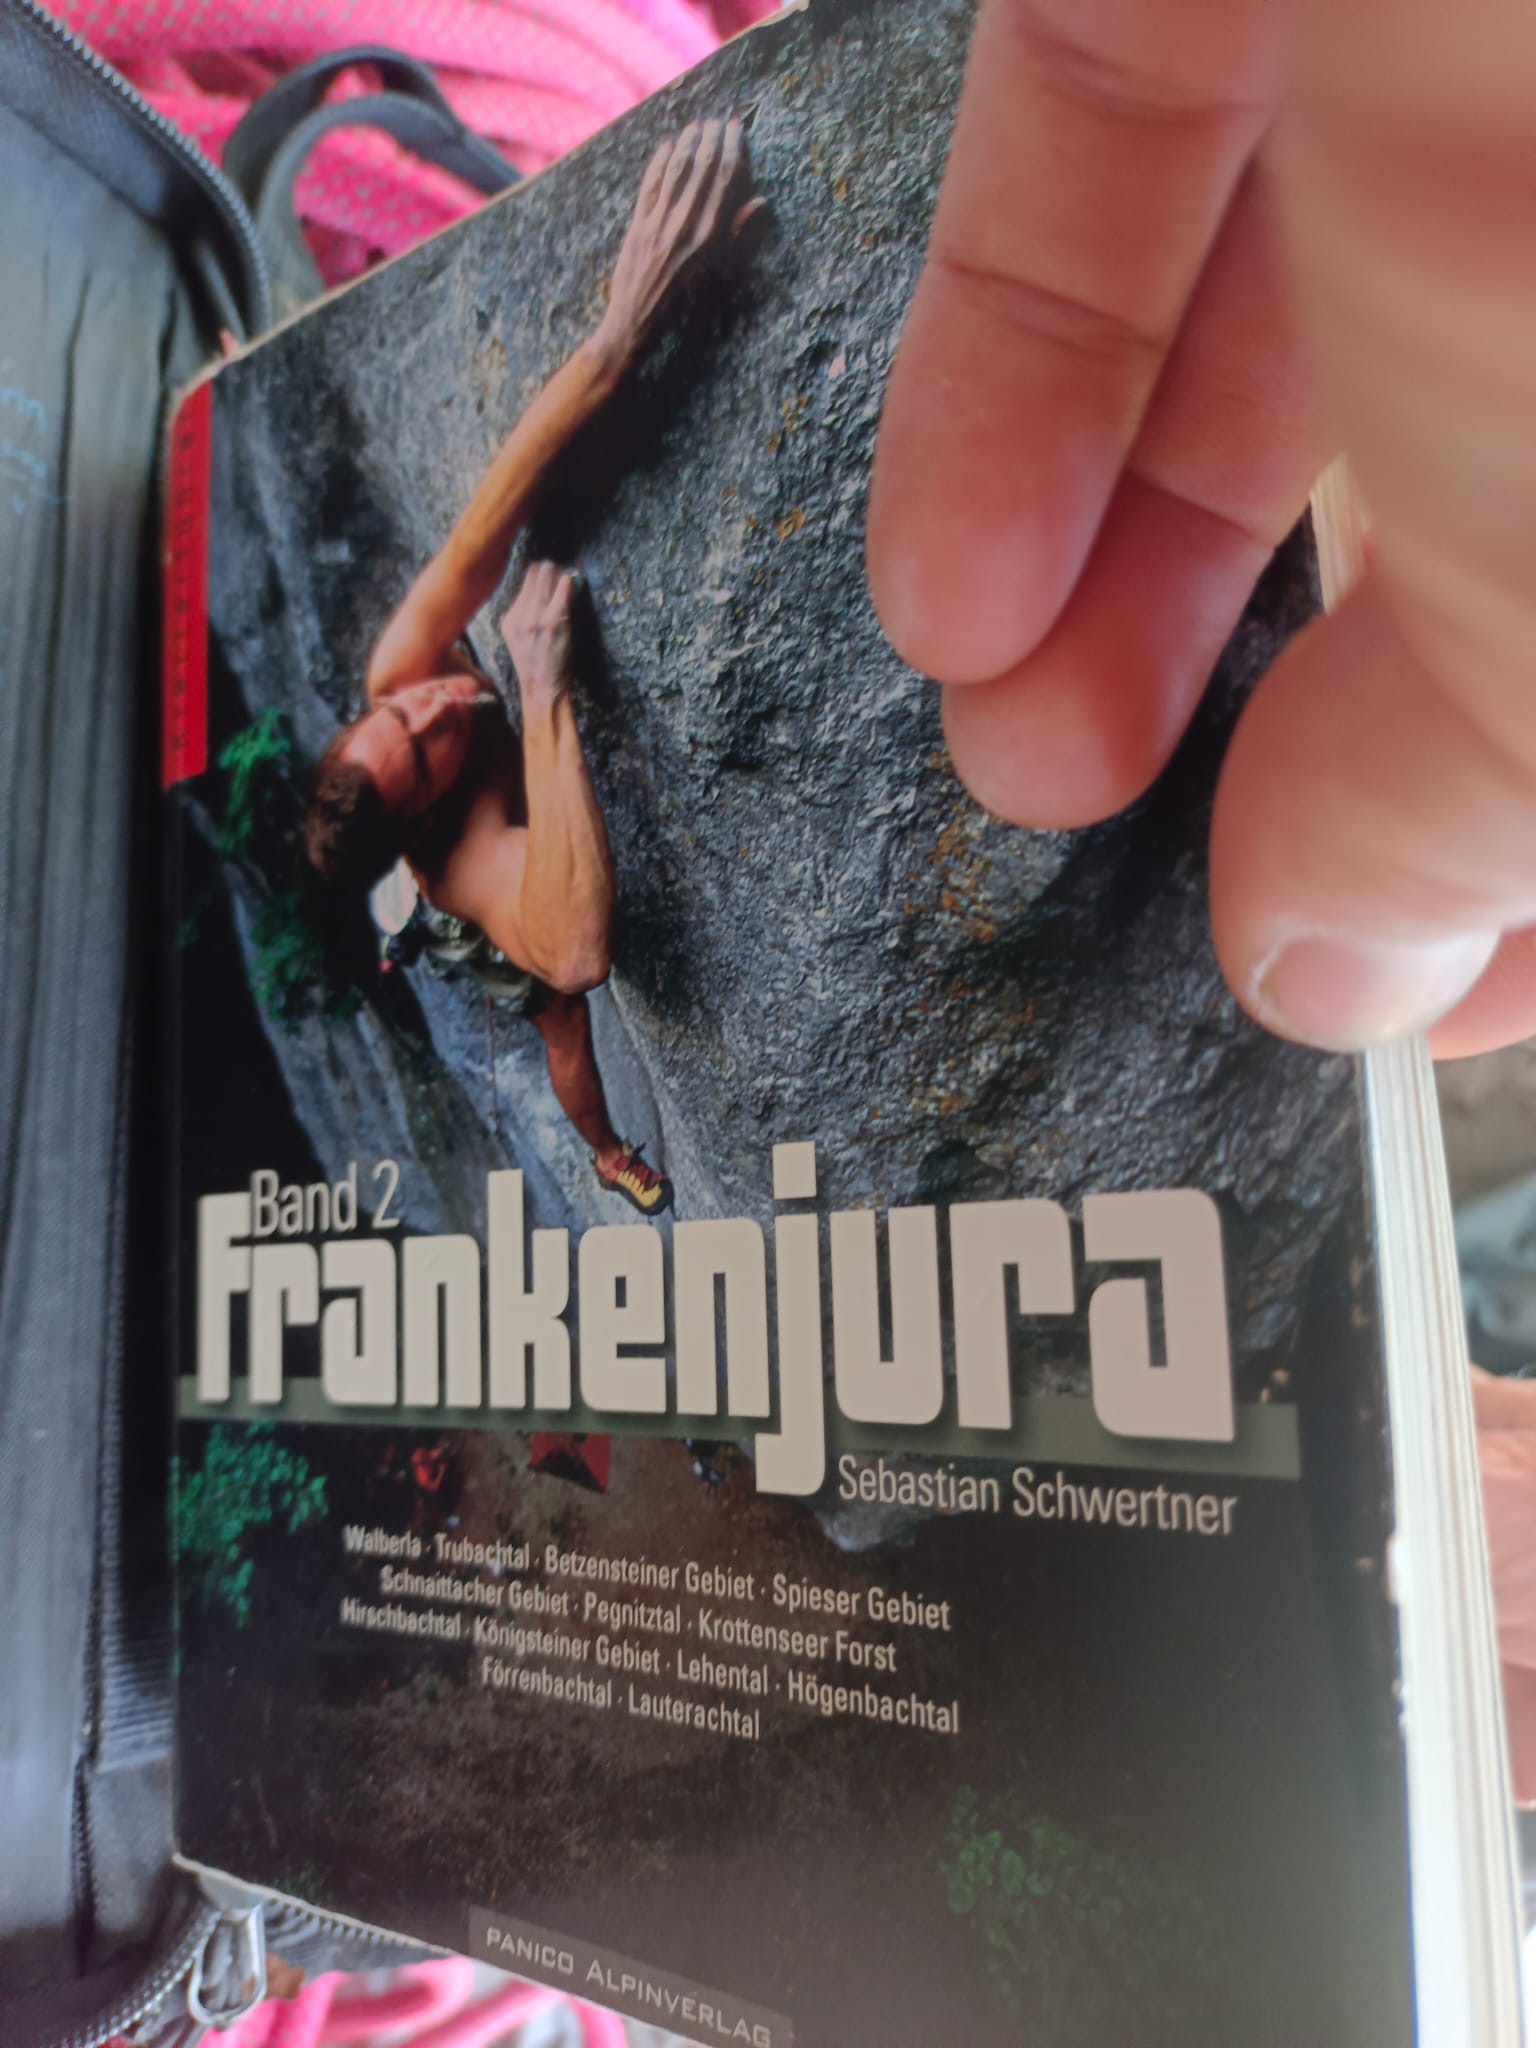 Band 2
Frankenjura
Sebastian Schwertner
Walberla · Trubachtal · Betzensteiner Gebiet · Spieser Gebiet
Schnaittacher Gebiet · Pegnitztal · Krottenseer Forst
Hirschbachtal · Königsteiner Gebiet · Lehental · Högenbachtal
Förrenbachtal · Lauterachtal
PANICO ALPINVERLAG